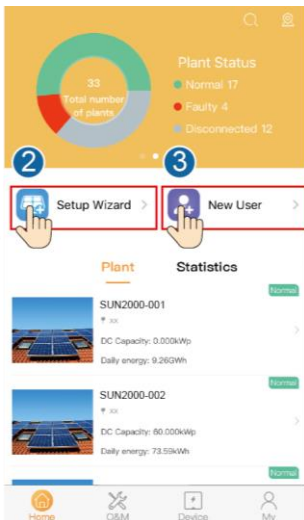 Plant Status
33
Total number
of plants
Normal 17
Faulty 4
Disconnected 12
2
3
Setup Wizard
New User
Plant
Statistics
Normal
SUN2000-001
xx
DC Capacity: 0.000kWp
Daily energy: 9.26GWh
Normal
SUN2000-002
xx
DC Capacity: 60.000kWp
Daily energy: 73.59kWh
Normal
Home
O&M
Device
My